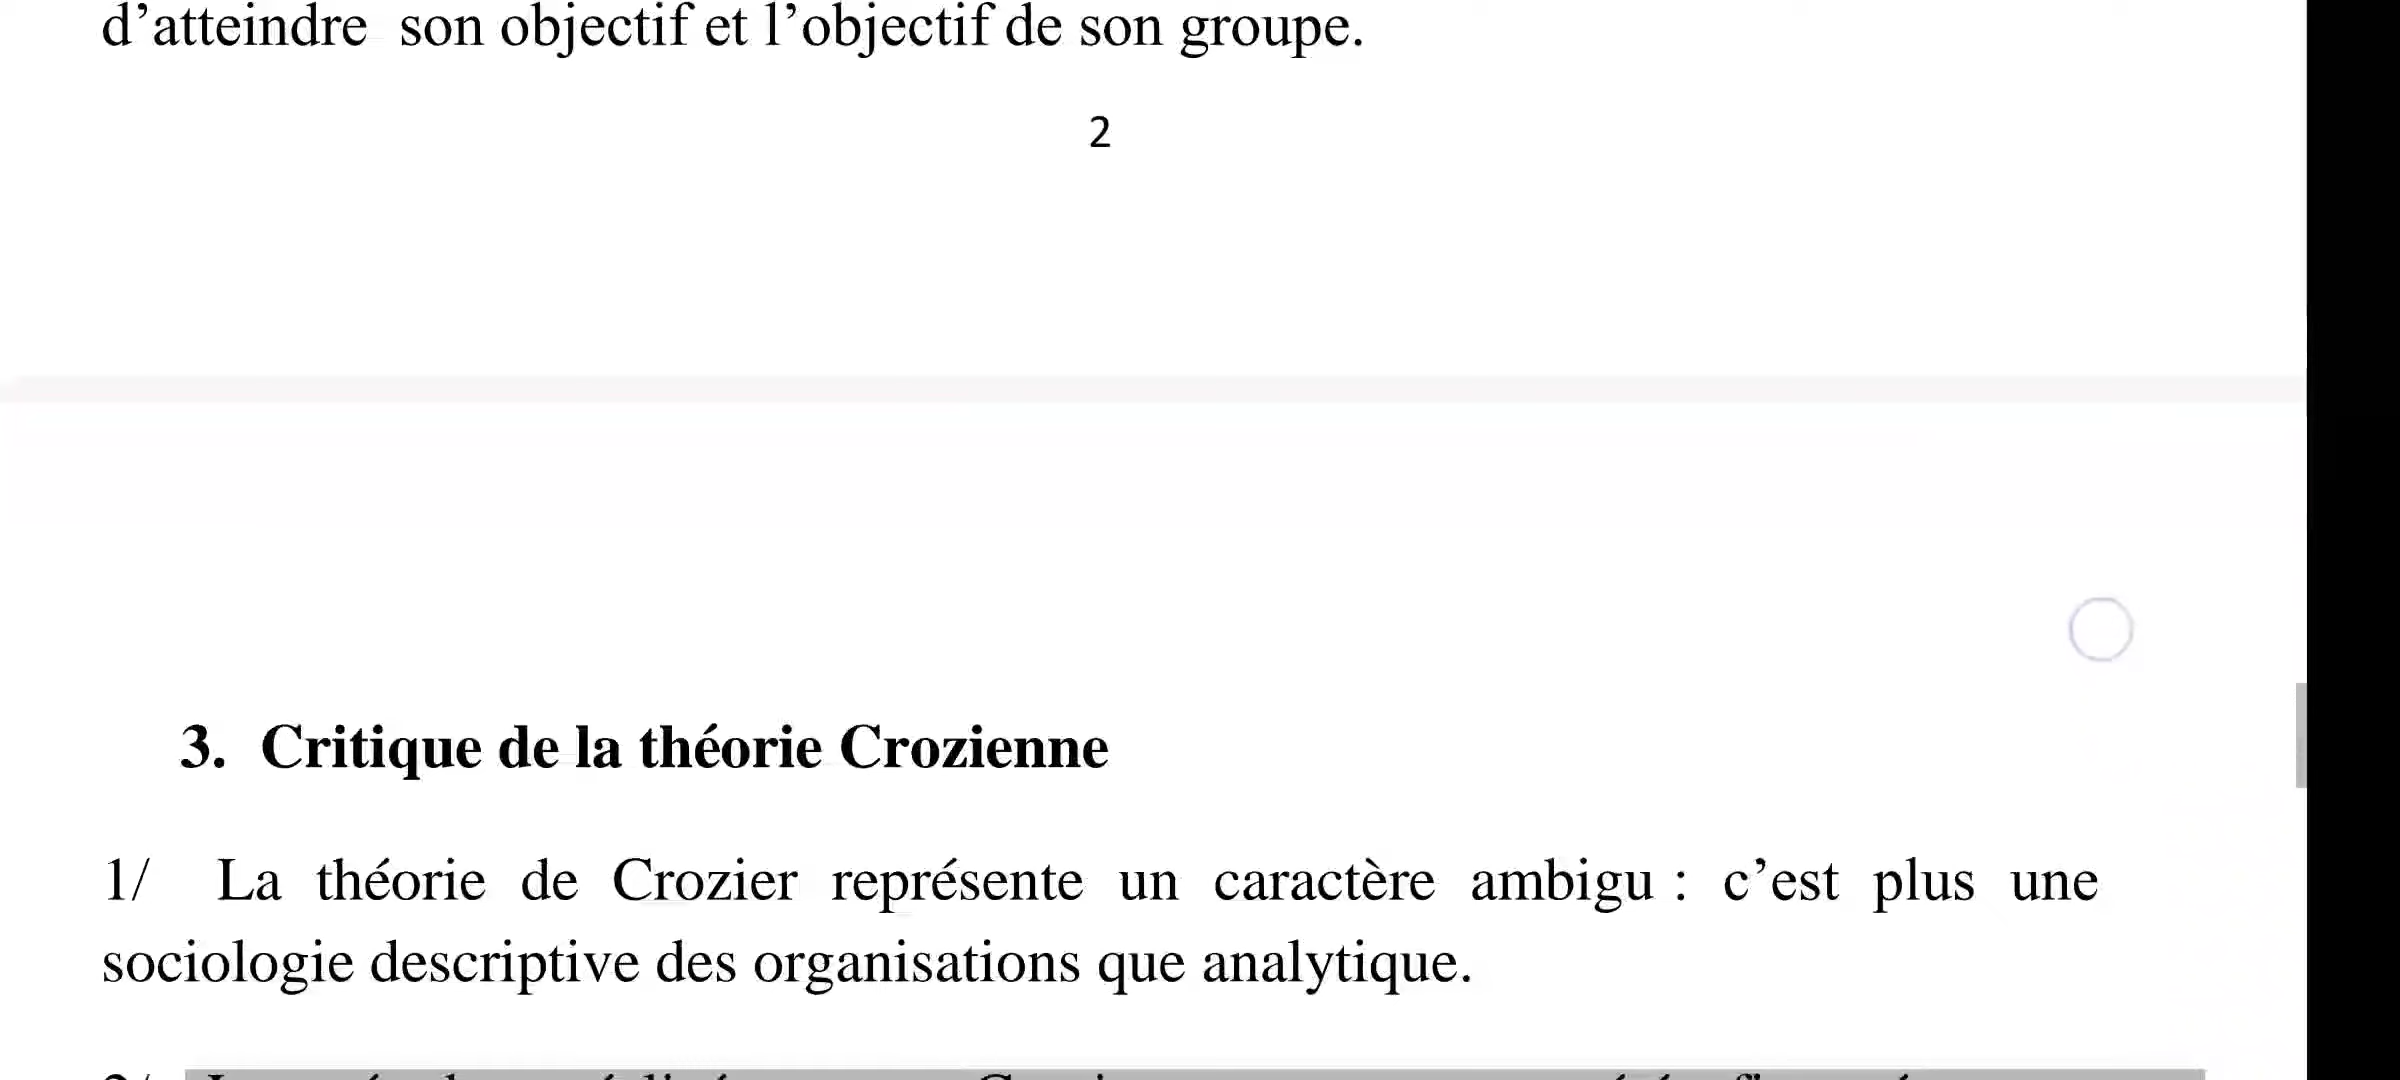 d’atteindre son objectif et l’objectif de son groupe.
2
3. Critique de la théorie Crozienne
1/ La théorie de Crozier représente un caractère ambigu : c’est plus une
sociologie descriptive des organisations que analytique.